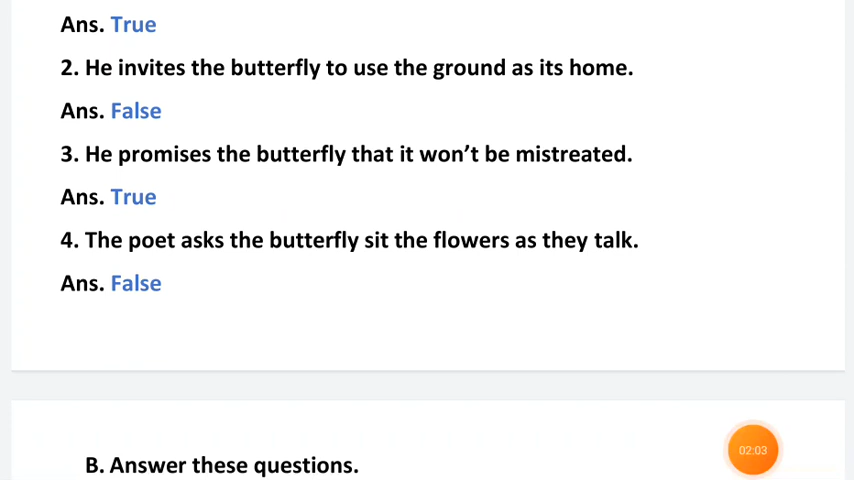 Ans. True
2. He invites the butterfly to use the ground as its home.
Ans. False
3. He promises the butterfly that it won’t be mistreated.
Ans. True
4. The poet asks the butterfly sit the flowers as they talk.
Ans. False
B. Answer these questions.
02:03